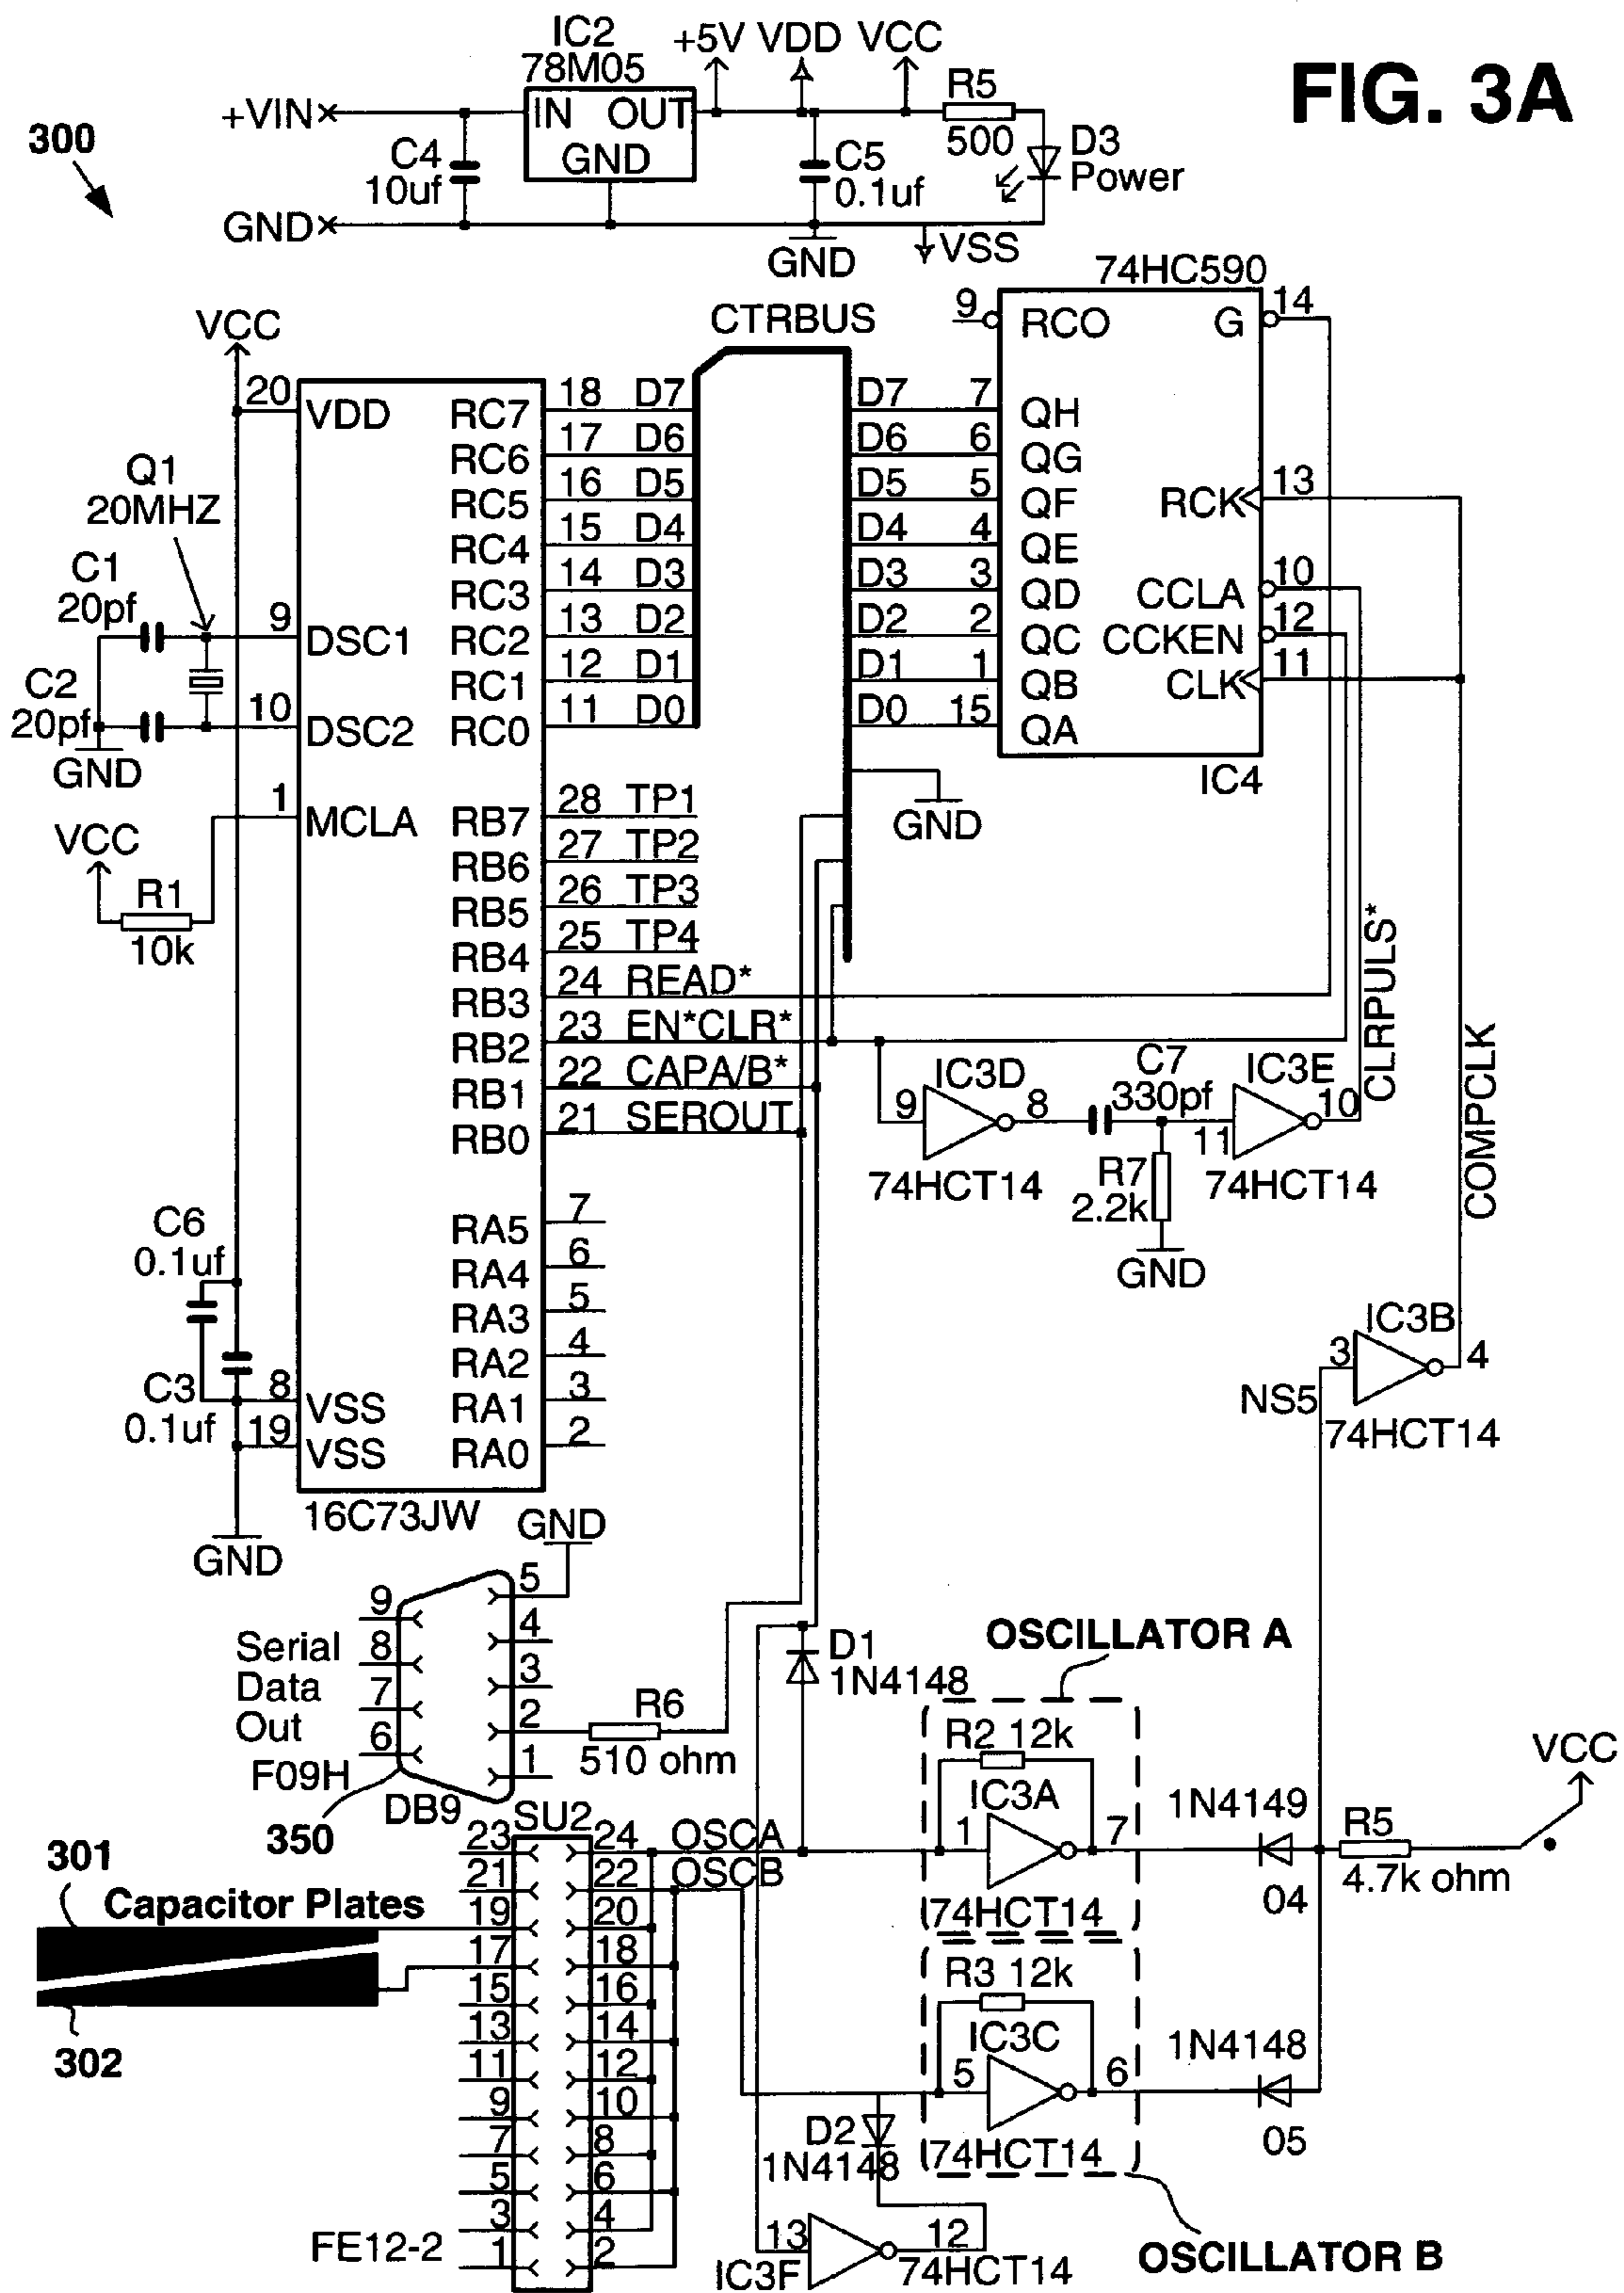 FIG. 3A
300
IC2
78M05
+5V VDD VCC
+VIN
IN OUT
GND
C4
10uf
C5
0.1uf
R5
500
D3
Power
GND
GND
VSS
VCC
CTRBUS
74HC590
20
VDD
Q1
20MHZ
C1
20pf
9
DSC1
C2
20pf
10
DSC2
GND
1
MCLA
VCC
R1
10k
RC7 18 D7
RC6 17 D6
RC5 16 D5
RC4 15 D4
RC3 14 D3
RC2 13 D2
RC1 12 D1
RC0 11 D0
RB7 28 TP1
RB6 27 TP2
RB5 26 TP3
RB4 25 TP4
RB3 24 READ*
RB2 23 EN*CLR*
RB1 22 CAPA/B*
RB0 21 SEROUT
RA5 7
RA4 6
RA3 5
RA2 4
RA1 3
RA0 2
C6
0.1uf
C3
0.1uf
8
VSS
19
VSS
16C73JW
GND
9 RCO
G 14
D7 7 QH
D6 6 QG
D5 5 QF
D4 4 QE
D3 3 QD
D2 2 QC
D1 1 QB
D0 15 QA
RCK 13
CCLA 10
CCKEN 12
CLK 11
IC4
GND
CLRPULS*
COMPCLK
IC3D
9 8
74HCT14
C7
330pf
R7
2.2k
GND
IC3E
11 10
74HCT14
IC3B
3 4
NS5
74HCT14
GND
5
4
3
2
1
9
8
7
6
Serial
Data
Out
F09H
DB9
350
R6
510 ohm
D1
1N4148
OSCILLATOR A
R2 12k
IC3A
1 7
74HCT14
1N4149
04
R5
4.7k ohm
VCC
R3 12k
IC3C
5 6
74HCT14
1N4148
05
OSCILLATOR B
D2
1N4148
13 12
IC3F
74HCT14
301
Capacitor Plates
302
SU2
23 24 OSCA
21 22 OSCB
19 20
17 18
15 16
13 14
11 12
9 10
7 8
5 6
3 4
1 2
FE12-2